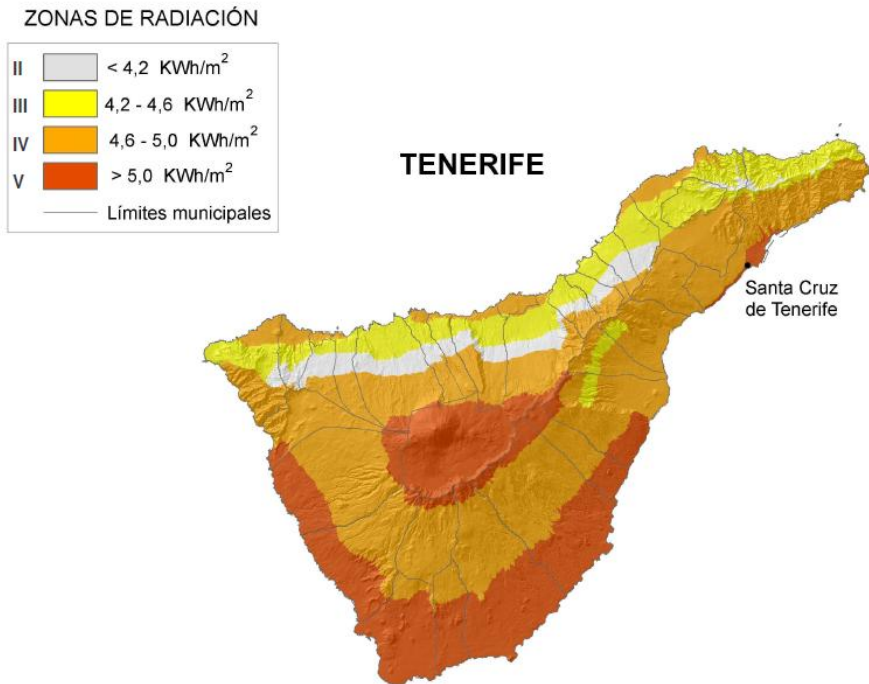 ZONAS DE RADIACIÓN
II < 4,2 KWh/m²
III 4,2 - 4,6 KWh/m²
IV 4,6 - 5,0 KWh/m²
V > 5,0 KWh/m²
Límites municipales
TENERIFE
Santa Cruz
de Tenerife